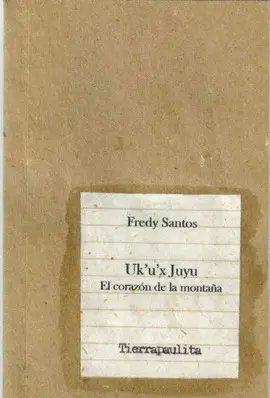 Fredy Santos
Uk'u'x Juyu
El corazón de la montaña
Tierrapaulita